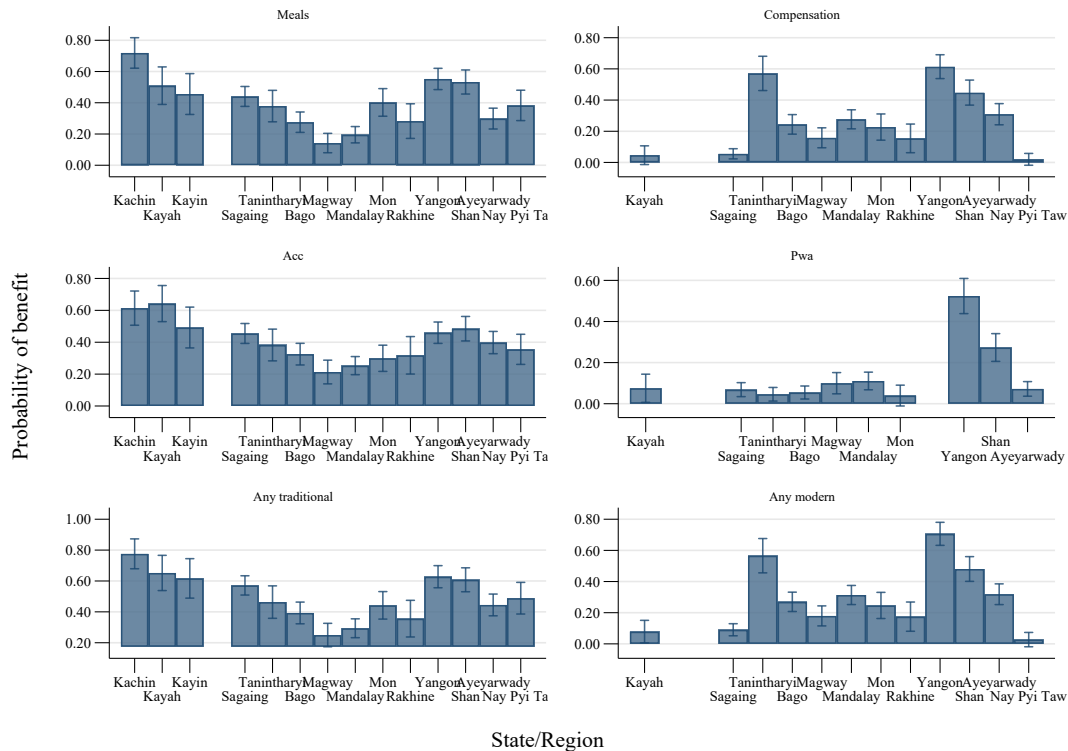 Meals
0.80
0.60
0.40
0.20
0.00
Kachin Kayin Tanintharyi Magway Mon Yangon Ayeyarwady
Kayah Sagaing Bago Mandalay Rakhine Shan Nay Pyi Ta
Compensation
0.80
0.60
0.40
0.20
0.00
Kayah Tanintharyi Magway Mon Yangon Ayeyarwady
Sagaing Bago Mandalay Rakhine Shan Nay Pyi Taw
Probability of benefit
Acc
0.80
0.60
0.40
0.20
0.00
Kachin Kayin Tanintharyi Magway Mon Yangon Ayeyarwady
Kayah Sagaing Bago Mandalay Rakhine Shan Nay Pyi Ta
Pwa
0.60
0.40
0.20
0.00
Kayah Tanintharyi Magway Mon Shan
Sagaing Bago Mandalay Yangon Ayeyarwady
Any traditional
1.00
0.80
0.60
0.40
0.20
Kachin Kayin Tanintharyi Magway Mon Yangon Ayeyarwady
Kayah Sagaing Bago Mandalay Rakhine Shan Nay Pyi Ta
Any modern
0.80
0.60
0.40
0.20
0.00
Kayah Tanintharyi Magway Mon Yangon Ayeyarwady
Sagaing Bago Mandalay Rakhine Shan Nay Pyi Taw
State/Region